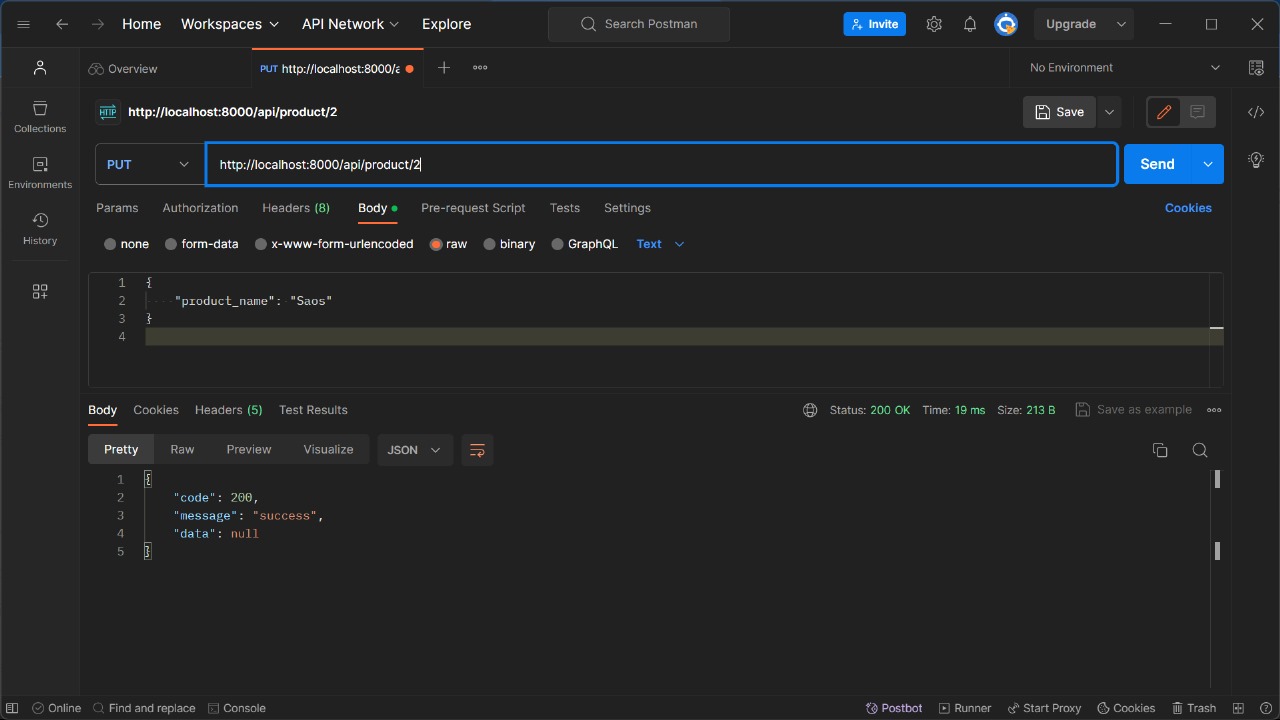 Home Workspaces API Network Explore Search Postman Invite Upgrade
Overview PUT http://localhost:8000/a No Environment
HTTP http://localhost:8000/api/product/2 Save
Collections
PUT http://localhost:8000/api/product/2 Send
Environments
Params Authorization Headers (8) Body Pre-request Script Tests Settings Cookies
History
none form-data x-www-form-urlencoded raw binary GraphQL Text
1 {
2 "product_name": "Saos"
3 }
4
Body Cookies Headers (5) Test Results Status: 200 OK Time: 19 ms Size: 213 B Save as example
Pretty Raw Preview Visualize JSON
1 {
2 "code": 200,
3 "message": "success",
4 "data": null
5 }
Online Find and replace Console Postbot Runner Start Proxy Cookies Trash